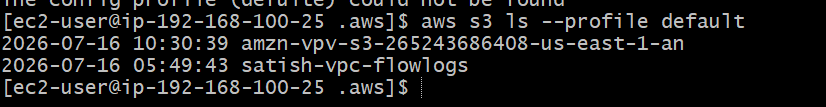 The config profile (defulte) could not be found
[ec2-user@ip-192-168-100-25 .aws]$ aws s3 ls --profile default
2026-07-16 10:30:39 amzn-vpv-s3-265243686408-us-east-1-an
2026-07-16 05:49:43 satish-vpc-flowlogs
[ec2-user@ip-192-168-100-25 .aws]$